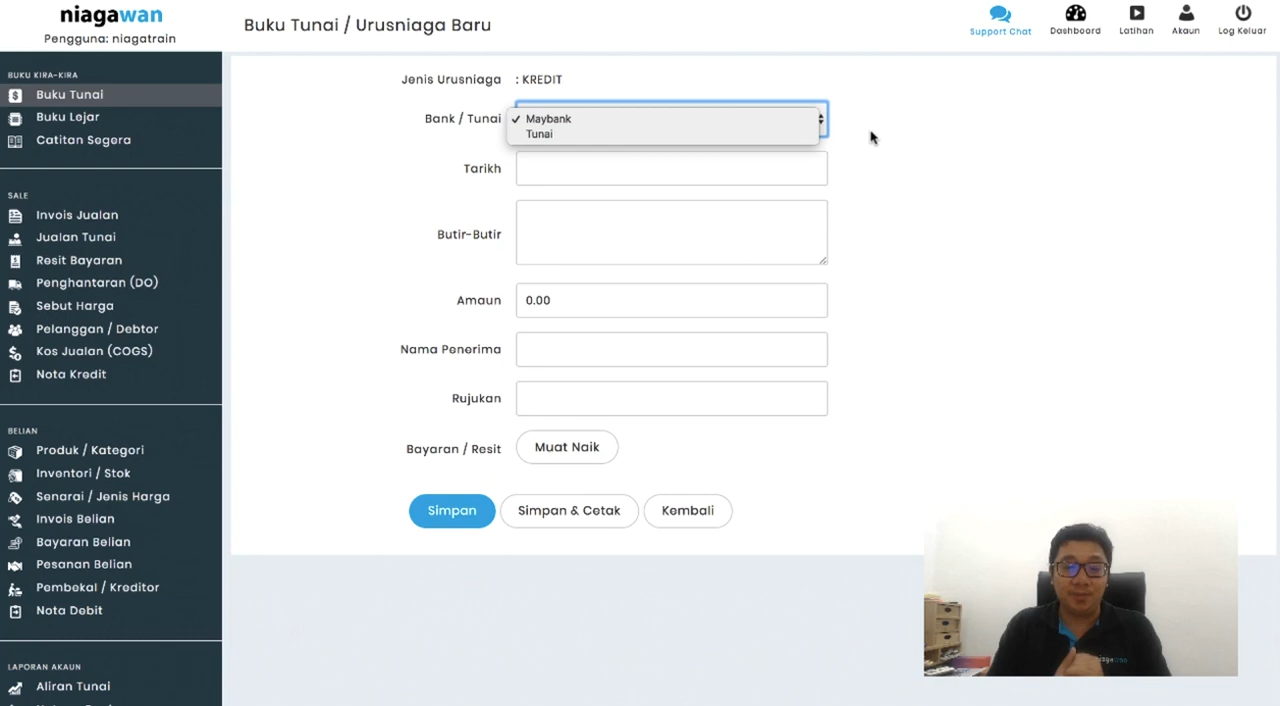 niagawan
Pengguna: niagatrain
Buku Tunai / Urusniaga Baru
Support Chat
Dashboard
Latihan
Akaun
Log Keluar
BUKU KIRA-KIRA
Buku Tunai
Buku Lejar
Catitan Segera
SALE
Invois Jualan
Jualan Tunai
Resit Bayaran
Penghantaran (DO)
Sebut Harga
Pelanggan / Debtor
Kos Jualan (COGS)
Nota Kredit
BELIAN
Produk / Kategori
Inventori / Stok
Senarai / Jenis Harga
Invois Belian
Bayaran Belian
Pesanan Belian
Pembekal / Kreditor
Nota Debit
LAPORAN AKAUN
Aliran Tunai
Jenis Urusniaga : KREDIT
Bank / Tunai
✓ Maybank
Tunai
Tarikh
Butir-Butir
Amaun 0.00
Nama Penerima
Rujukan
Bayaran / Resit Muat Naik
Simpan Simpan & Cetak Kembali
niagawan